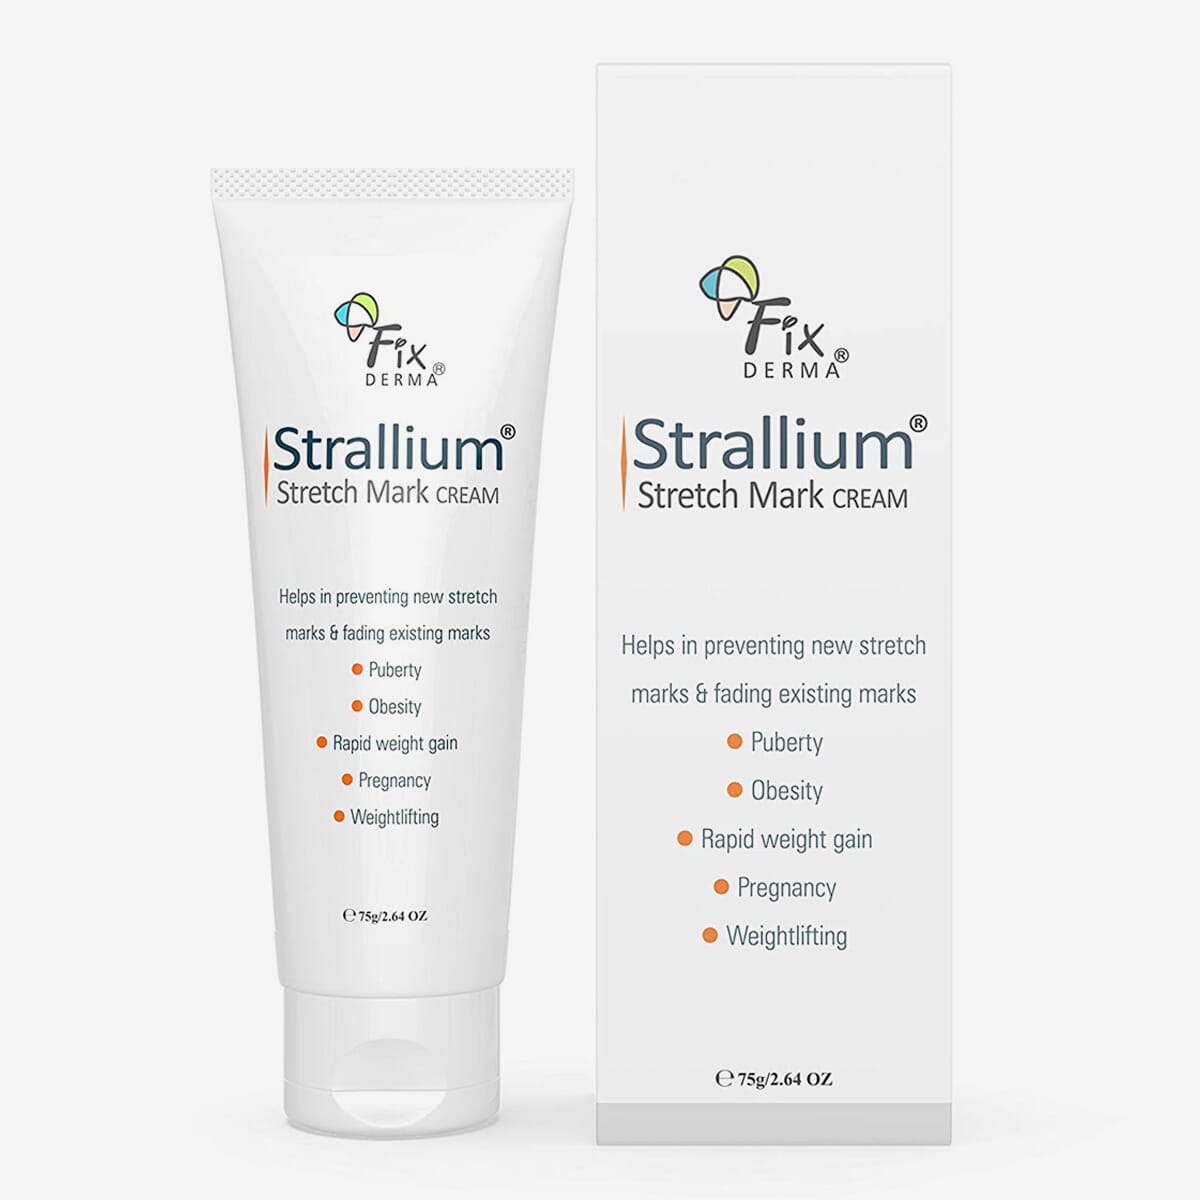 Fix
DERMA®
Strallium®
Stretch Mark CREAM
Helps in preventing new stretch
marks & fading existing marks
● Puberty
● Obesity
● Rapid weight gain
● Pregnancy
● Weightlifting
℮ 75g/2.64 OZ
Fix
DERMA®
Strallium®
Stretch Mark CREAM
Helps in preventing new stretch
marks & fading existing marks
● Puberty
● Obesity
● Rapid weight gain
● Pregnancy
● Weightlifting
℮ 75g/2.64 OZ